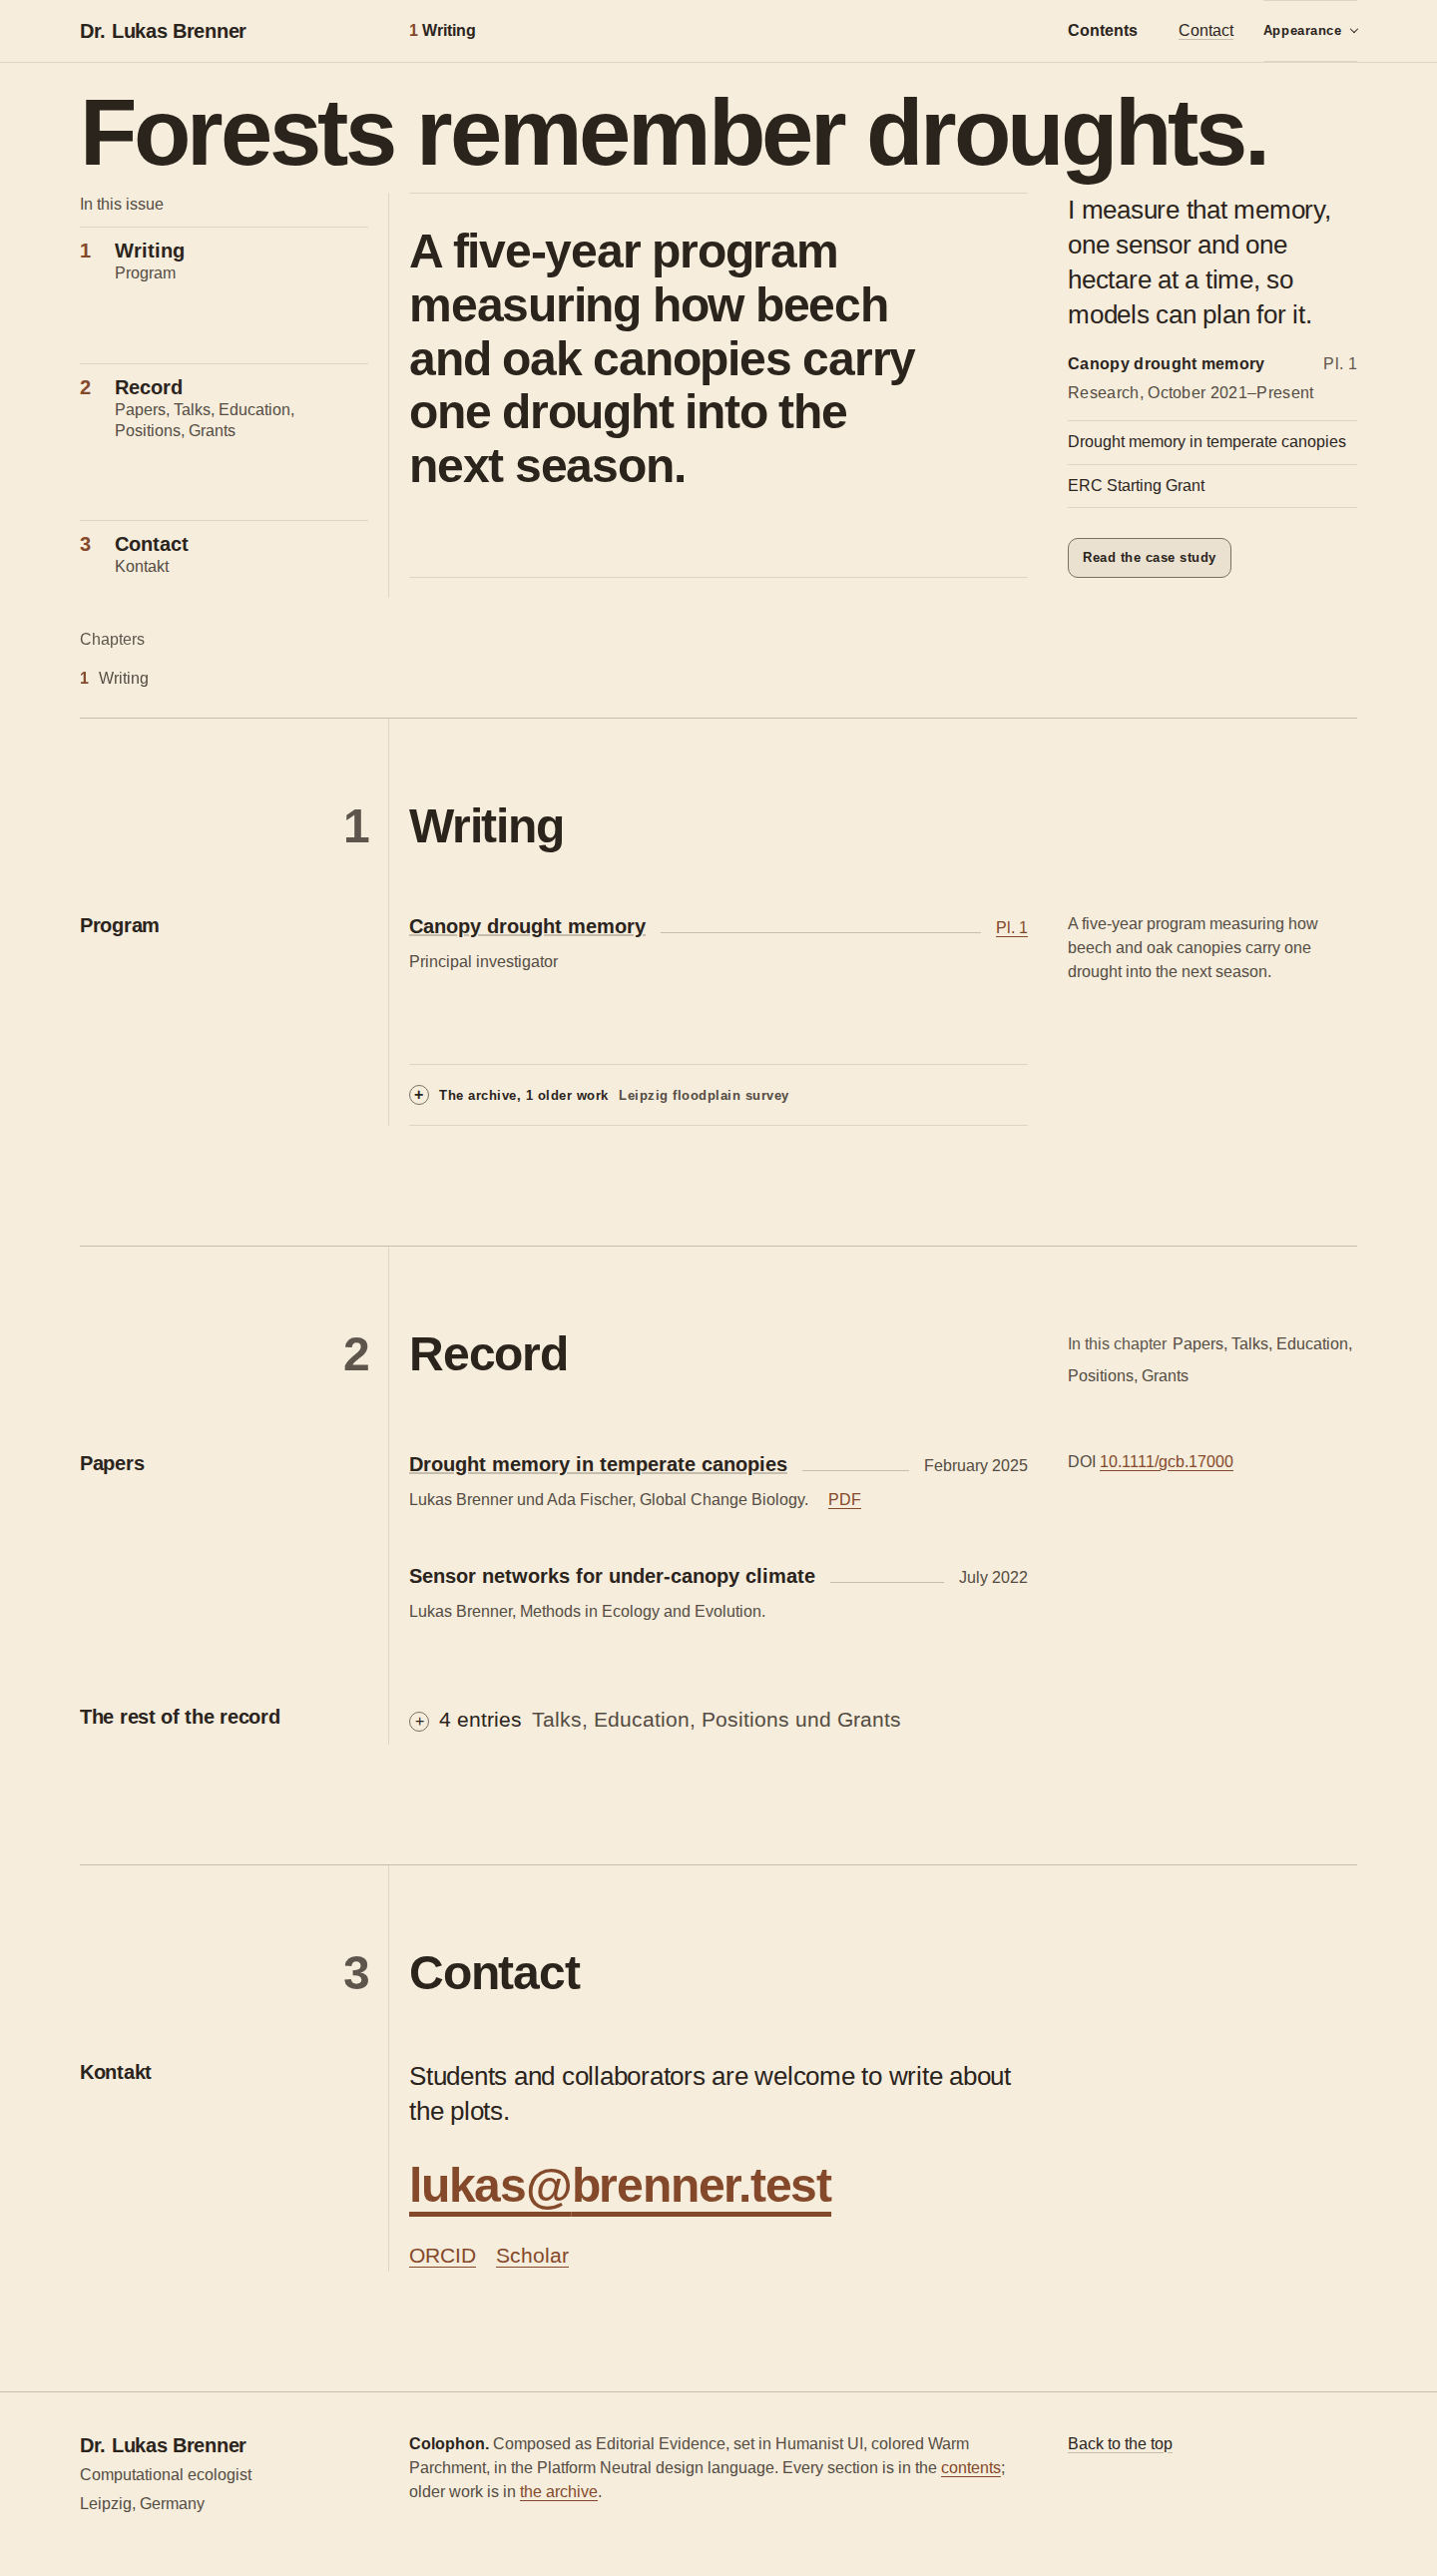 Dr. Lukas Brenner
1 Writing
Contents
Contact
Appearance
Forests remember droughts.
In this issue
1 Writing
Program
2 Record
Papers, Talks, Education,
Positions, Grants
3 Contact
Kontakt
A five-year program
measuring how beech
and oak canopies carry
one drought into the
next season.
I measure that memory,
one sensor and one
hectare at a time, so
models can plan for it.
Canopy drought memory Pl. 1
Research, October 2021–Present
Drought memory in temperate canopies
ERC Starting Grant
Read the case study
Chapters
1 Writing
1 Writing
Program
Canopy drought memory Pl. 1
Principal investigator
A five-year program measuring how
beech and oak canopies carry one
drought into the next season.
+ The archive, 1 older work Leipzig floodplain survey
2 Record
In this chapter Papers, Talks, Education,
Positions, Grants
Papers
Drought memory in temperate canopies February 2025
Lukas Brenner und Ada Fischer, Global Change Biology. PDF
DOI 10.1111/gcb.17000
Sensor networks for under-canopy climate July 2022
Lukas Brenner, Methods in Ecology and Evolution.
The rest of the record
+ 4 entries Talks, Education, Positions und Grants
3 Contact
Kontakt
Students and collaborators are welcome to write about
the plots.
lukas@brenner.test
ORCID Scholar
Dr. Lukas Brenner
Computational ecologist
Leipzig, Germany
Colophon. Composed as Editorial Evidence, set in Humanist UI, colored Warm
Parchment, in the Platform Neutral design language. Every section is in the contents;
older work is in the archive.
Back to the top